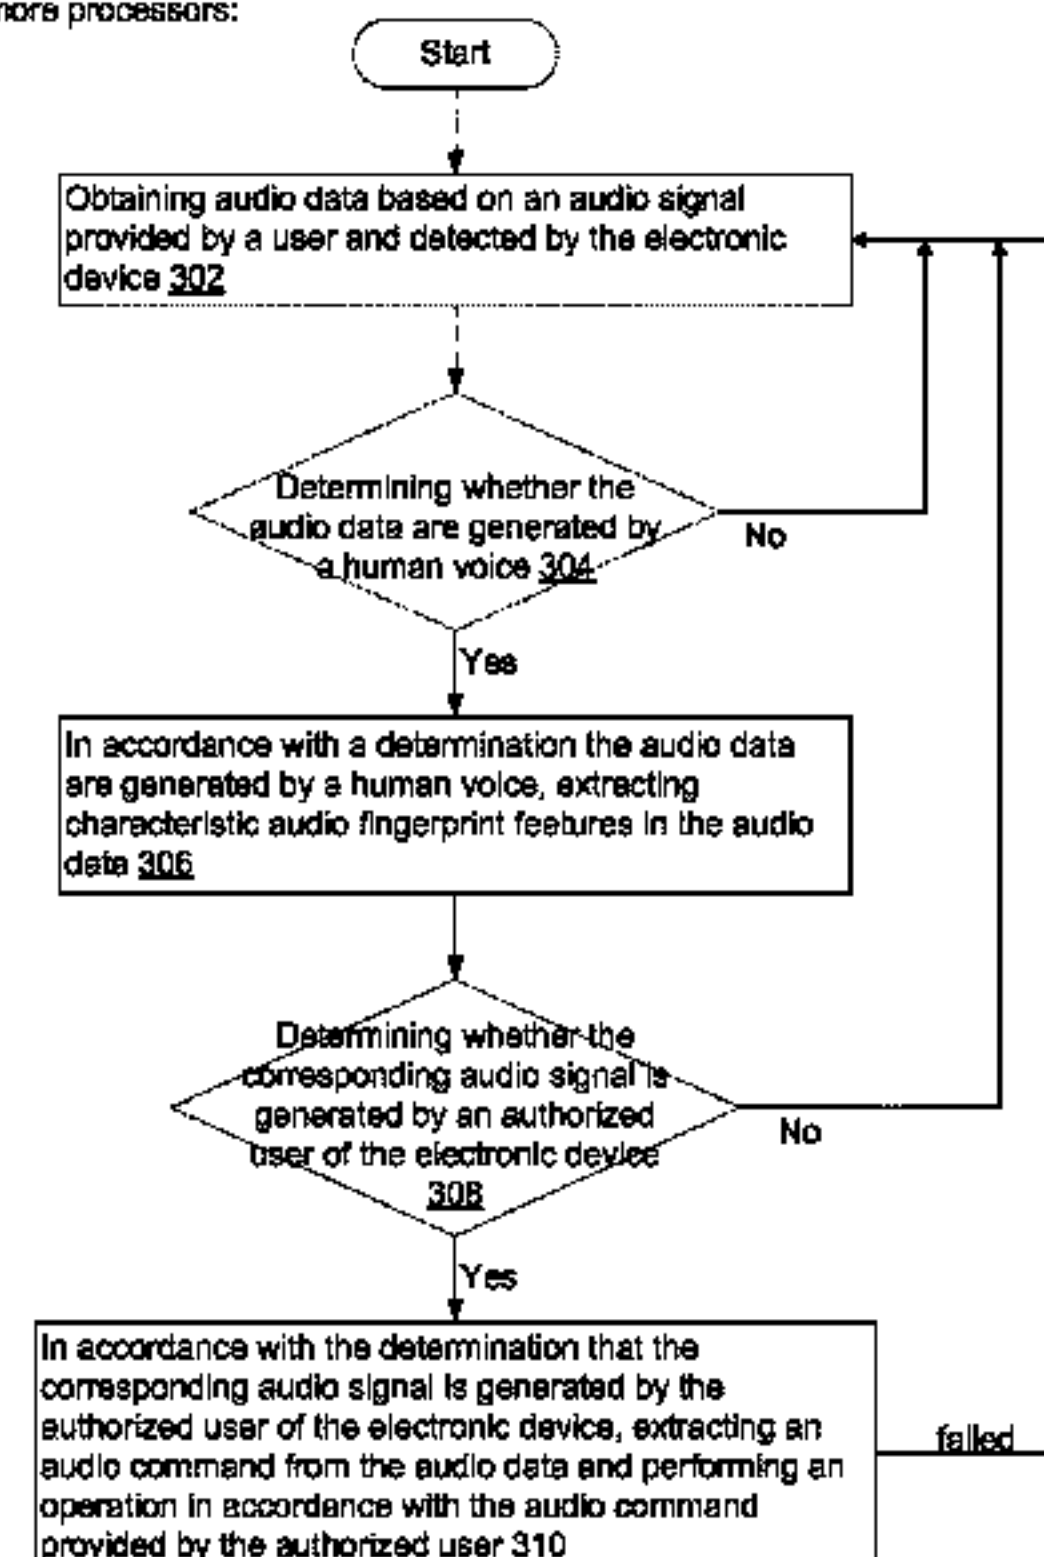 more processors:
Start
Obtaining audio data based on an audio signal
provided by a user and detected by the electronic
device 302
Determining whether the
audio data are generated by
a human voice 304
No
Yes
In accordance with a determination the audio data
are generated by a human voice, extracting
characteristic audio fingerprint features in the audio
data 306
Determining whether the
corresponding audio signal is
generated by an authorized
user of the electronic device
308
No
Yes
In accordance with the determination that the
corresponding audio signal is generated by the
authorized user of the electronic device, extracting an
audio command from the audio data and performing an
operation in accordance with the audio command
provided by the authorized user 310
failed